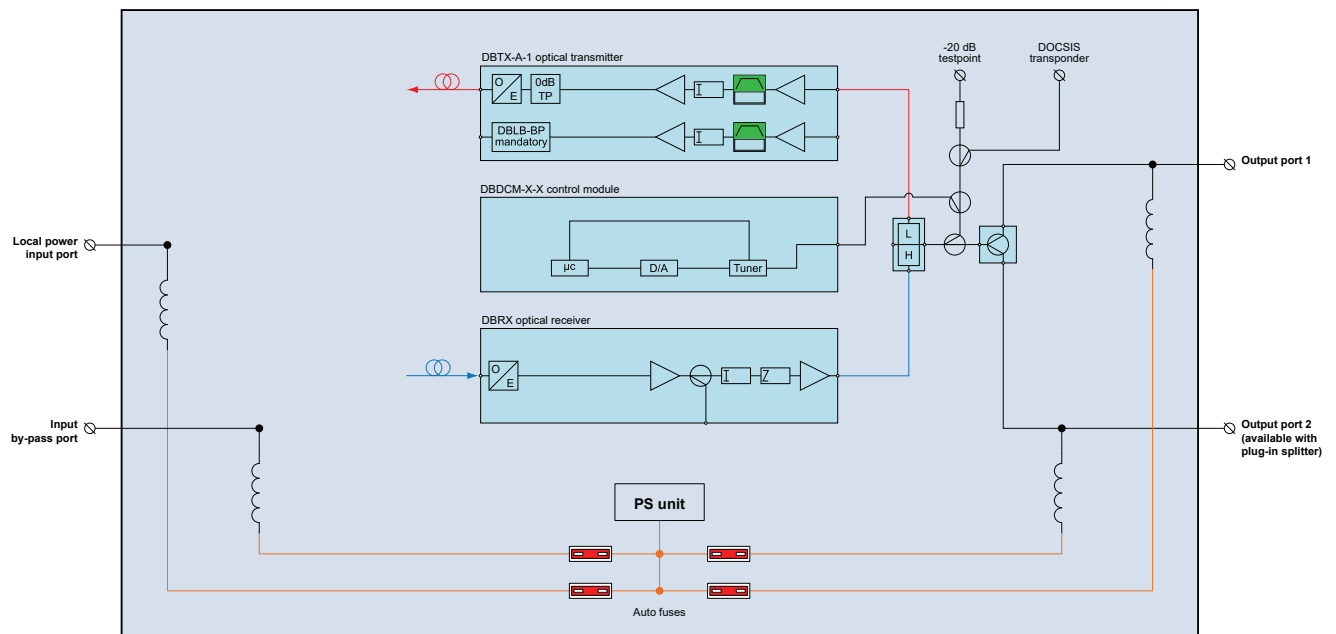 -20 dB
testpoint
DOCSIS
transponder
DBTX-A-1 optical transmitter
O
E
0dB
TP
I
DBLB-BP
mandatory
I
Output port 1
DBDCM-X-X control module
µc
D/A
Tuner
L
H
Local power
input port
DBRX optical receiver
O
E
I
Z
Input
by-pass port
Output port 2
(available with
plug-in splitter)
PS unit
Auto fuses